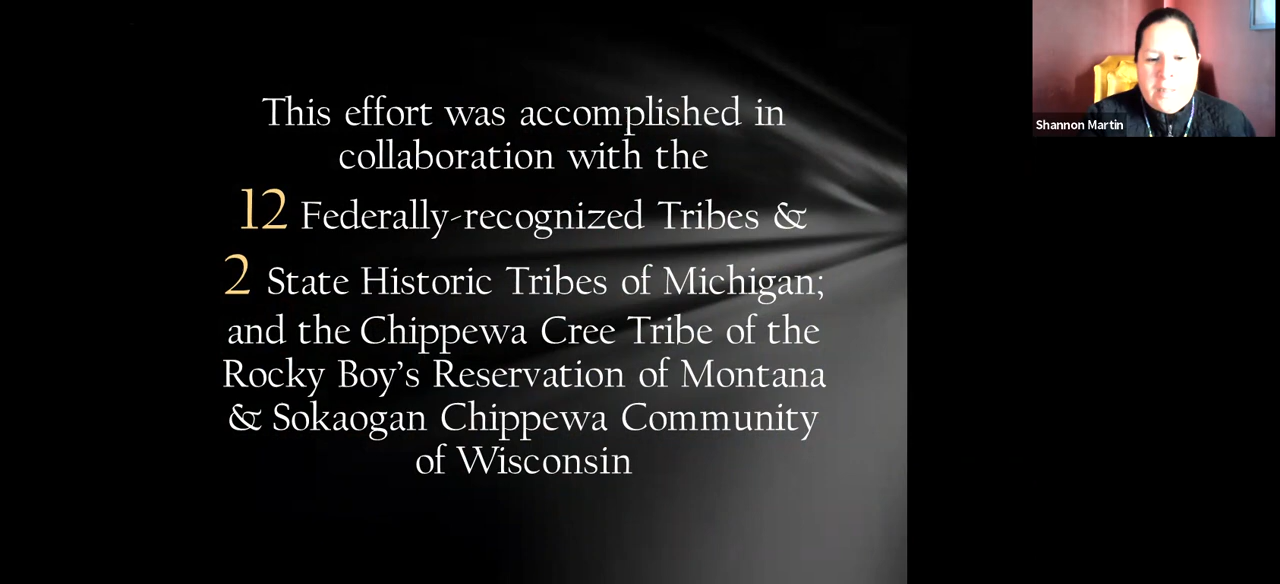 This effort was accomplished in
collaboration with the
12 Federally-recognized Tribes &
2 State Historic Tribes of Michigan;
and the Chippewa Cree Tribe of the
Rocky Boy’s Reservation of Montana
& Sokaogan Chippewa Community
of Wisconsin
Shannon Martin